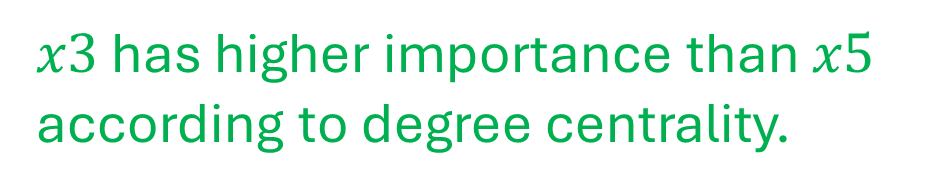 x3 has higher importance than x5
according to degree centrality.